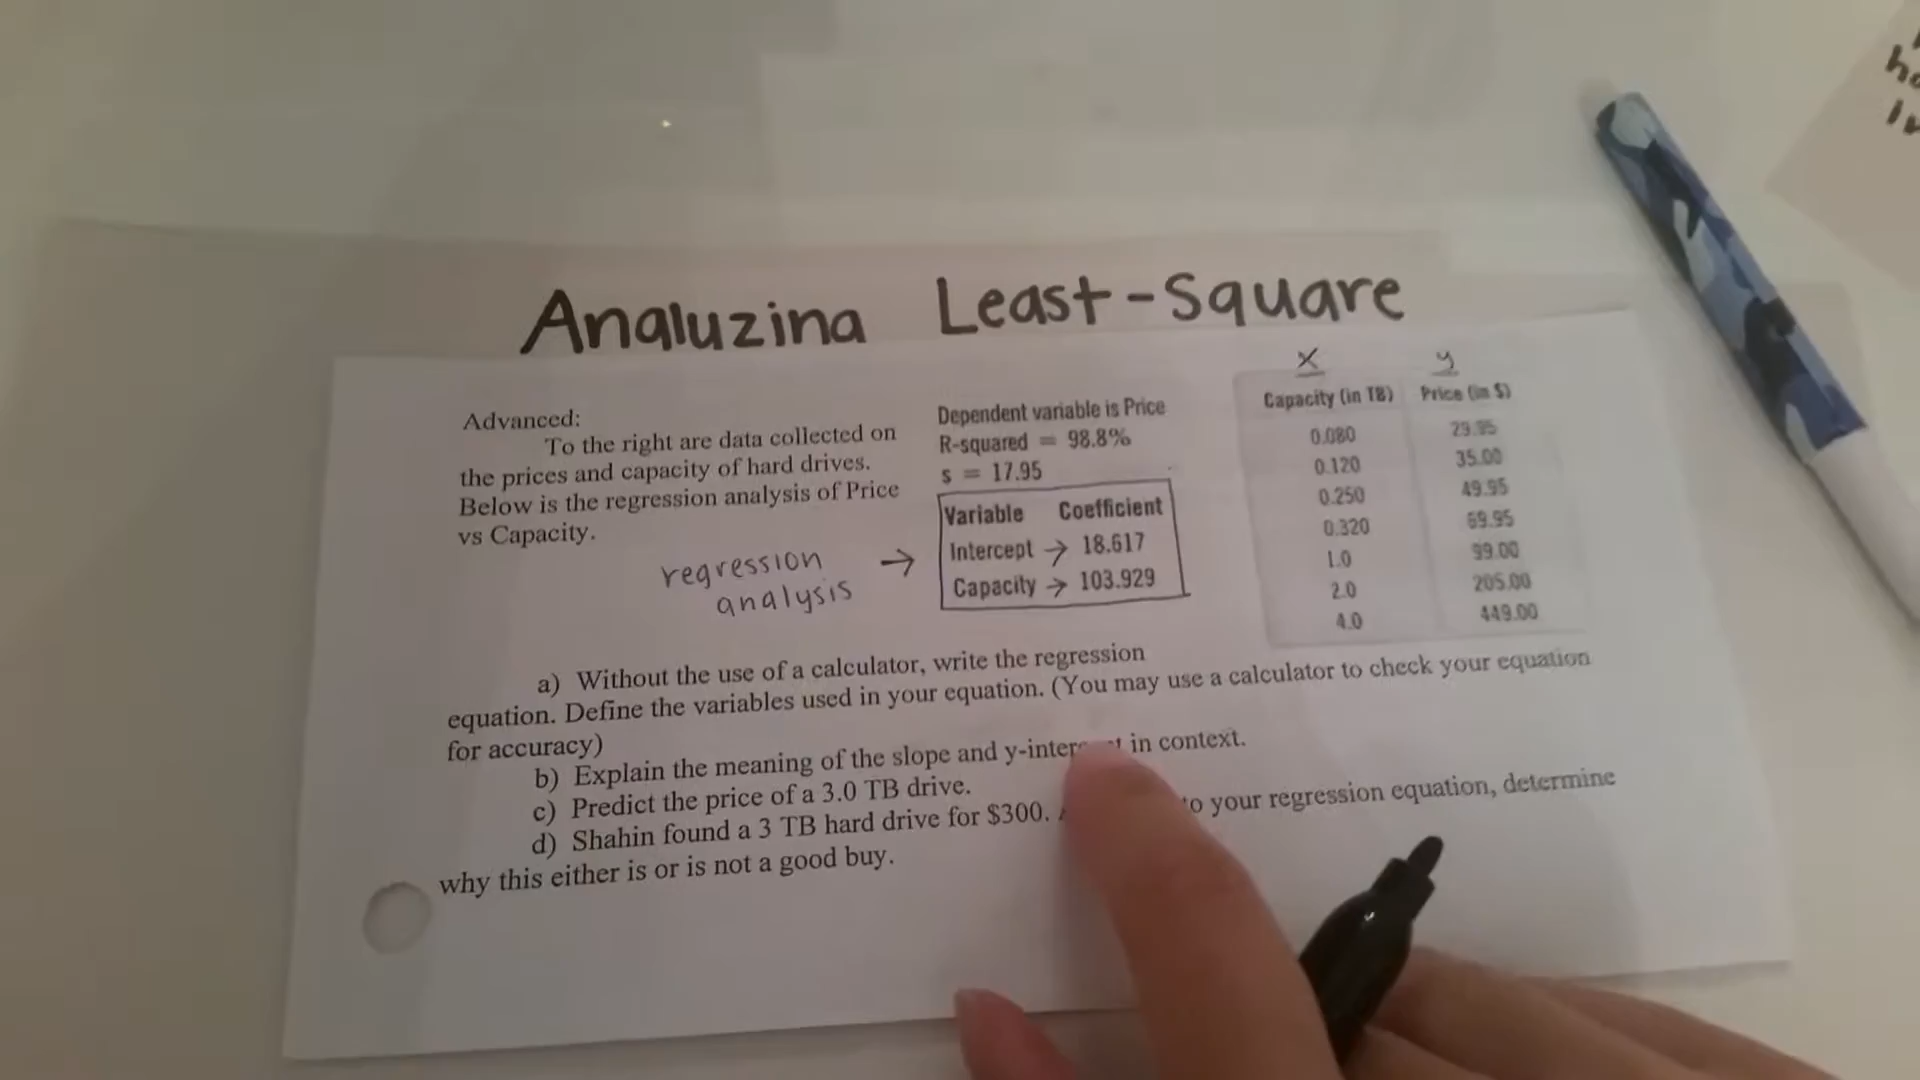 Analyzing Least-Square
Advanced:
To the right are data collected on
the prices and capacity of hard drives.
Below is the regression analysis of Price
vs Capacity.
regression
analysis →
Dependent variable is Price
R-squared = 98.8%
s = 17.95
Variable Coefficient
Intercept → 18.617
Capacity → 103.929
x y
Capacity (in TB) Price (in $)
0.080 29.95
0.120 35.00
0.250 49.95
0.320 69.95
1.0 99.00
2.0 205.00
4.0 449.00
a) Without the use of a calculator, write the regression
equation. Define the variables used in your equation. (You may use a calculator to check your equation
for accuracy)
b) Explain the meaning of the slope and in context.
c) Predict the price of a 3.0 TB drive.
d) Shahin found a 3 TB hard drive for $300. your regression equation, determine
why this either is or is not a good buy.